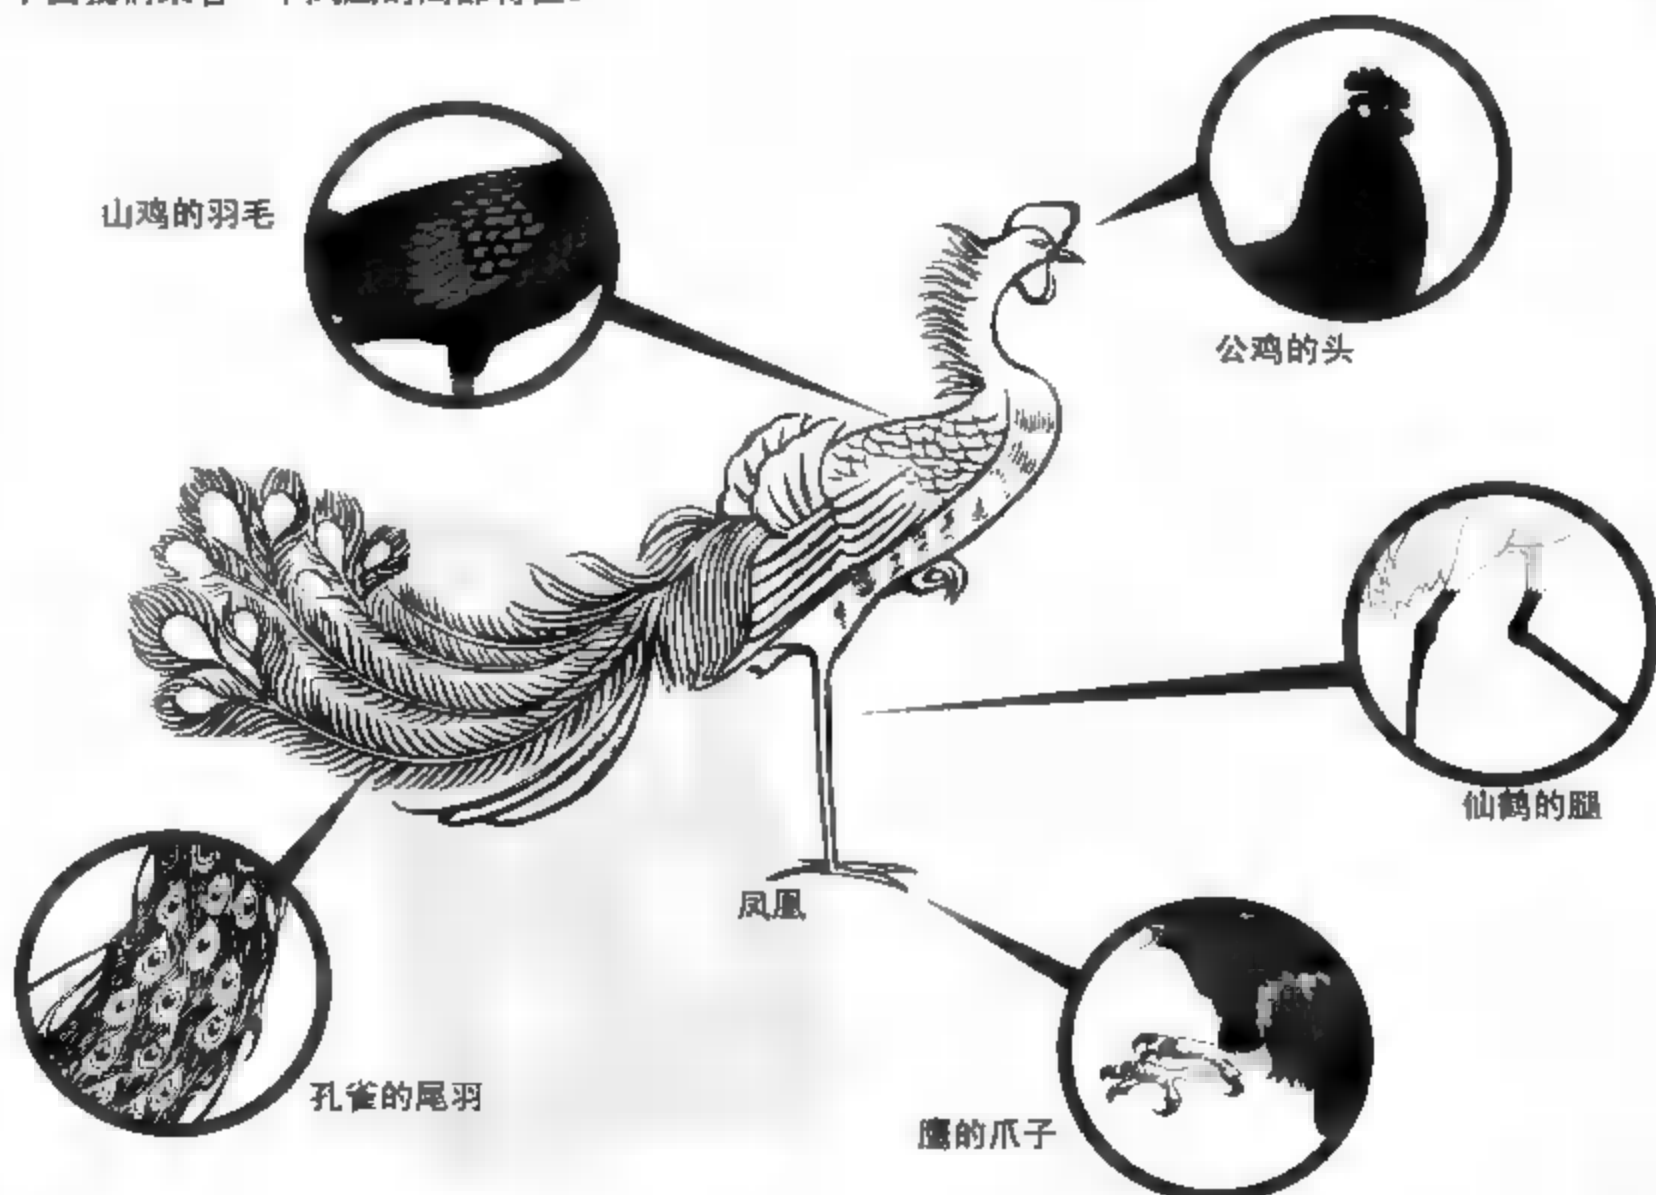 山鸡的羽毛
公鸡的头
仙鹤的腿
凤凰
孔雀的尾羽
鹰的爪子